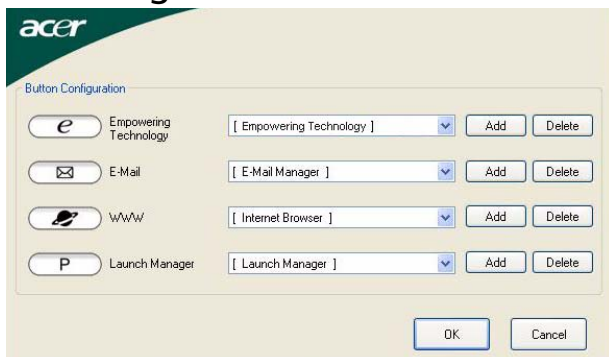 acer
Button Configuration
e Empowering Technology [ Empowering Technology ] Add Delete
E-Mail [ E-Mail Manager ] Add Delete
WWW [ Internet Browser ] Add Delete
P Launch Manager [ Launch Manager ] Add Delete
OK Cancel